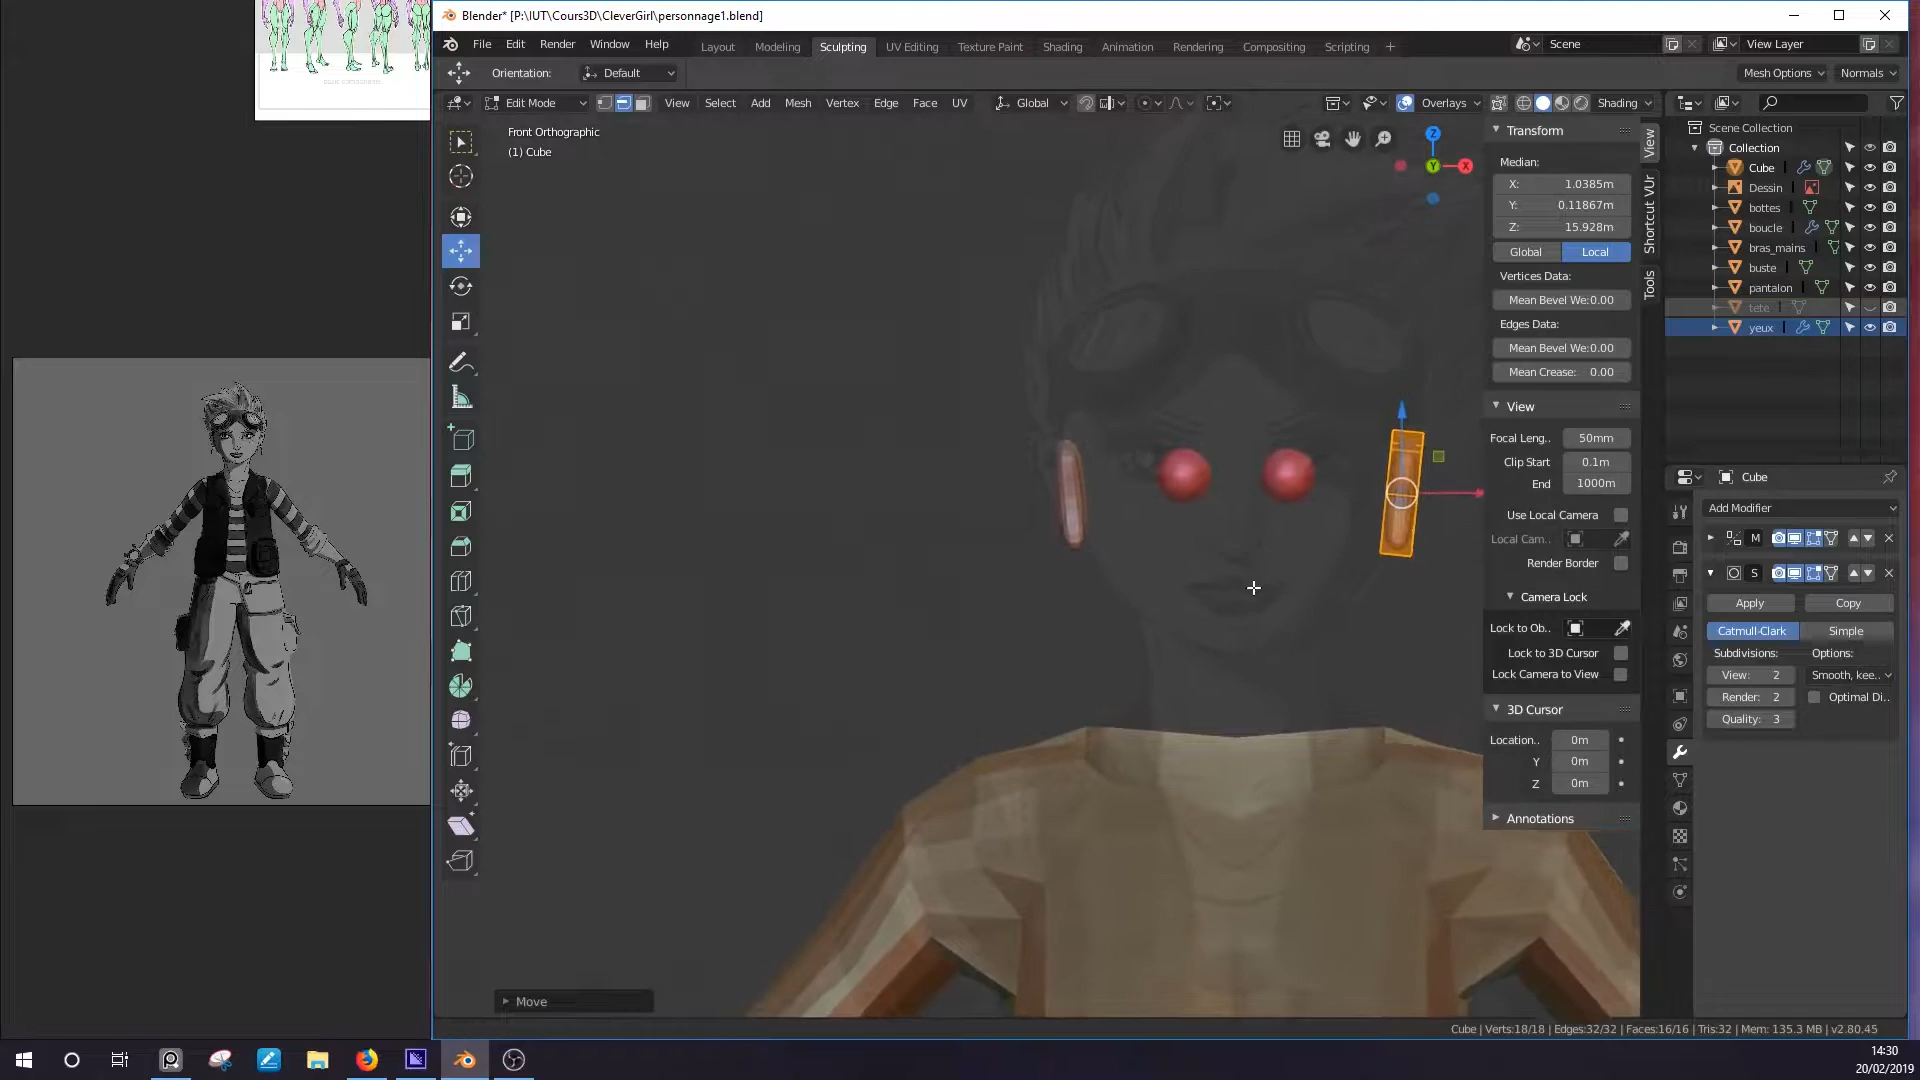 Blender* [P:\IUT\Cours3D\CleverGirl\personnage1.blend]
File Edit Render Window Help
Layout Modeling Sculpting UV Editing Texture Paint Shading Animation Rendering Compositing Scripting +
Scene
View Layer
Orientation: Default
Mesh Options Normals
Edit Mode View Select Add Mesh Vertex Edge Face UV Global Overlays Shading
Front Orthographic
(1) Cube
Z
Y
X
View
Shortcut VUr
Tools
Transform
Median:
X: 1.0385m
Y: 0.11867m
Z: 15.928m
Global Local
Vertices Data:
Mean Bevel We:0.00
Edges Data:
Mean Bevel We:0.00
Mean Crease: 0.00
View
Focal Leng.. 50mm
Clip Start 0.1m
End 1000m
Use Local Camera
Local Cam..
Render Border
Camera Lock
Lock to Ob..
Lock to 3D Cursor
Lock Camera to View
3D Cursor
Location.. 0m
Y 0m
Z 0m
Annotations
Scene Collection
Collection
Cube
Dessin
bottes
boucle
bras_mains
buste
pantalon
tete
yeux
Cube
Add Modifier
M
S
Apply Copy
Catmull-Clark Simple
Subdivisions: Options:
View: 2 Smooth, kee..
Render: 2 Optimal Di..
Quality: 3
Move
Cube | Verts:18/18 | Edges:32/32 | Faces:16/16 | Tris:32 | Mem: 135.3 MB | v2.80.45
14:30
20/02/2019